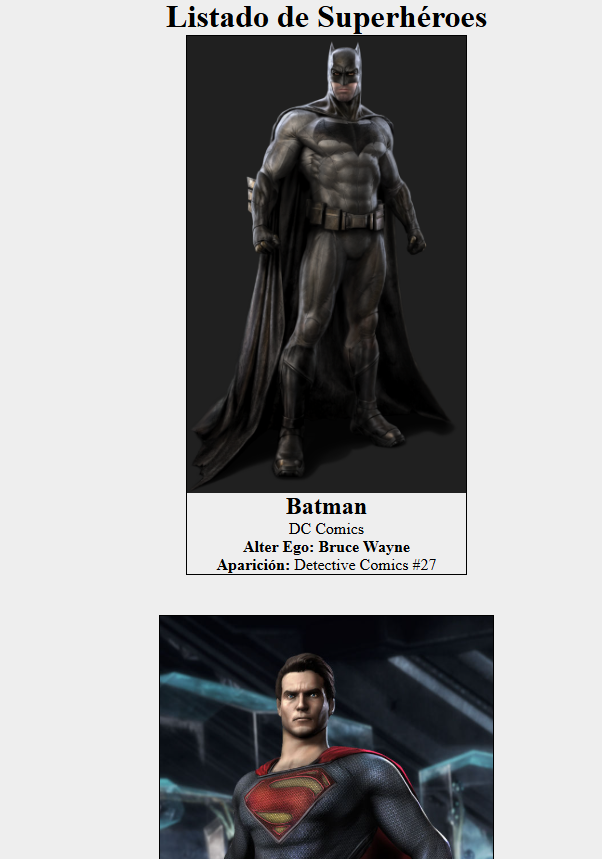 Listado de Superhéroes
Batman
DC Comics
Alter Ego: Bruce Wayne
Aparición: Detective Comics #27